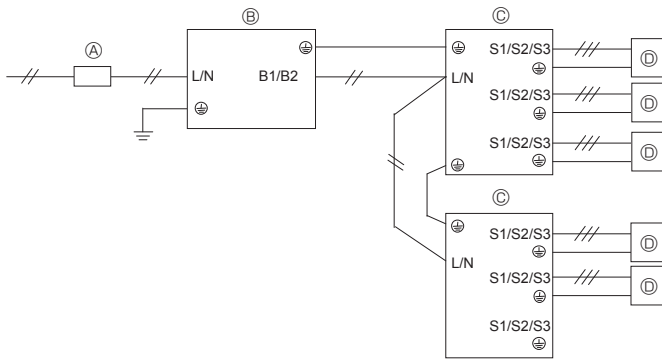 Ⓐ
Ⓑ
L/N
B1/B2
Ⓒ
L/N
S1/S2/S3
Ⓓ
S1/S2/S3
Ⓓ
S1/S2/S3
Ⓓ
Ⓒ
L/N
S1/S2/S3
Ⓓ
S1/S2/S3
Ⓓ
S1/S2/S3